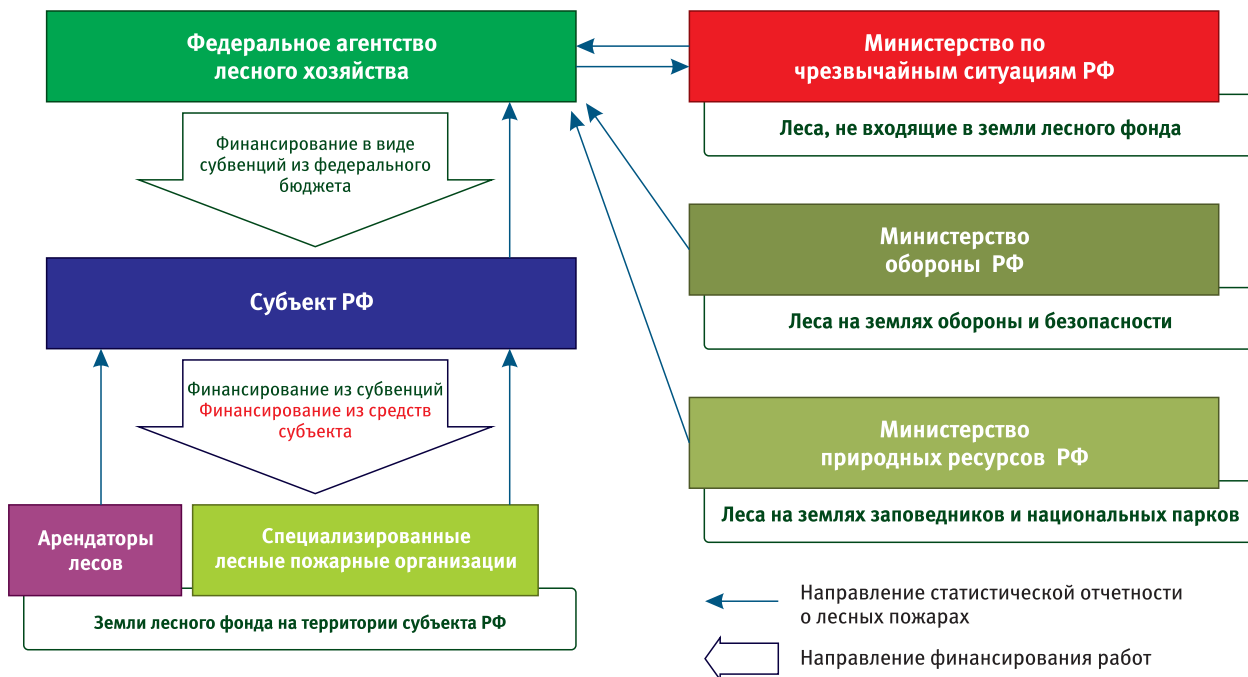 Федеральное агентство
лесного хозяйства
Министерство по
чрезвычайным ситуациям РФ
Леса, не входящие в земли лесного фонда
Финансирование в виде
субвенций из федерального
бюджета
Министерство
обороны РФ
Леса на землях обороны и безопасности
Субъект РФ
Финансирование из субвенций
Финансирование из средств
субъекта
Министерство
природных ресурсов РФ
Леса на землях заповедников и национальных парков
Арендаторы
лесов
Специализированные
лесные пожарные организации
Земли лесного фонда на территории субъекта РФ
Направление статистической отчетности
о лесных пожарах
Направление финансирования работ